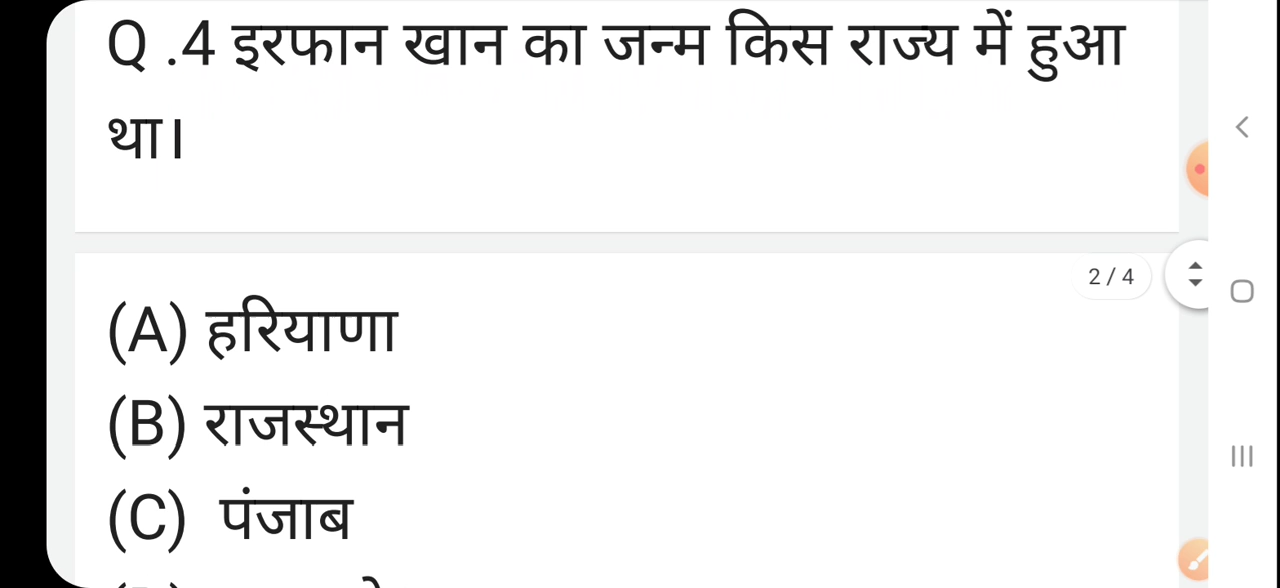 Q .4 इरफान खान का जन्म किस राज्य में हुआ
था।
2 / 4
(A) हरियाणा
(B) राजस्थान
(C) पंजाब